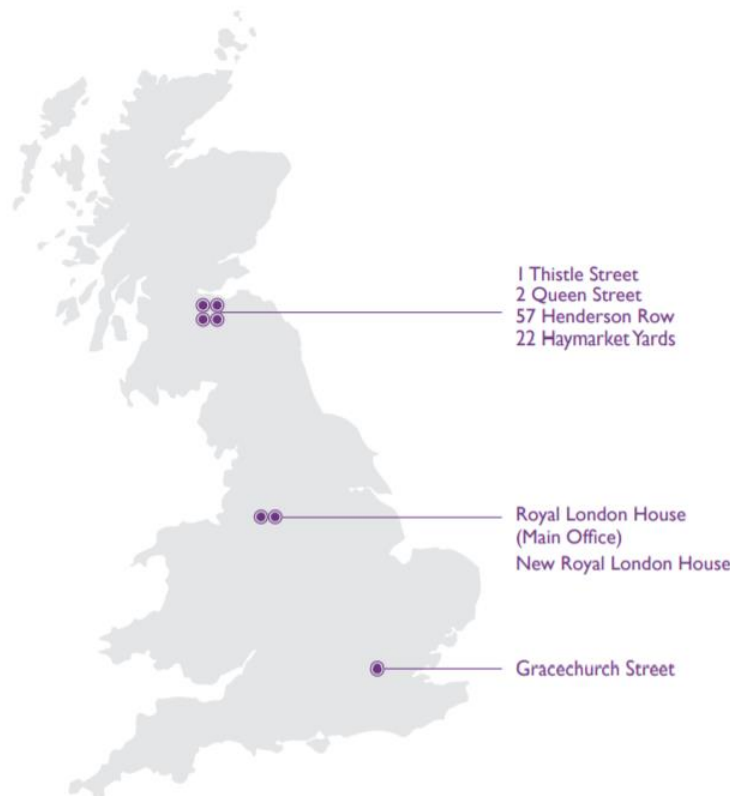 1 Thistle Street
2 Queen Street
57 Henderson Row
22 Haymarket Yards
Royal London House
(Main Office)
New Royal London House
Gracechurch Street